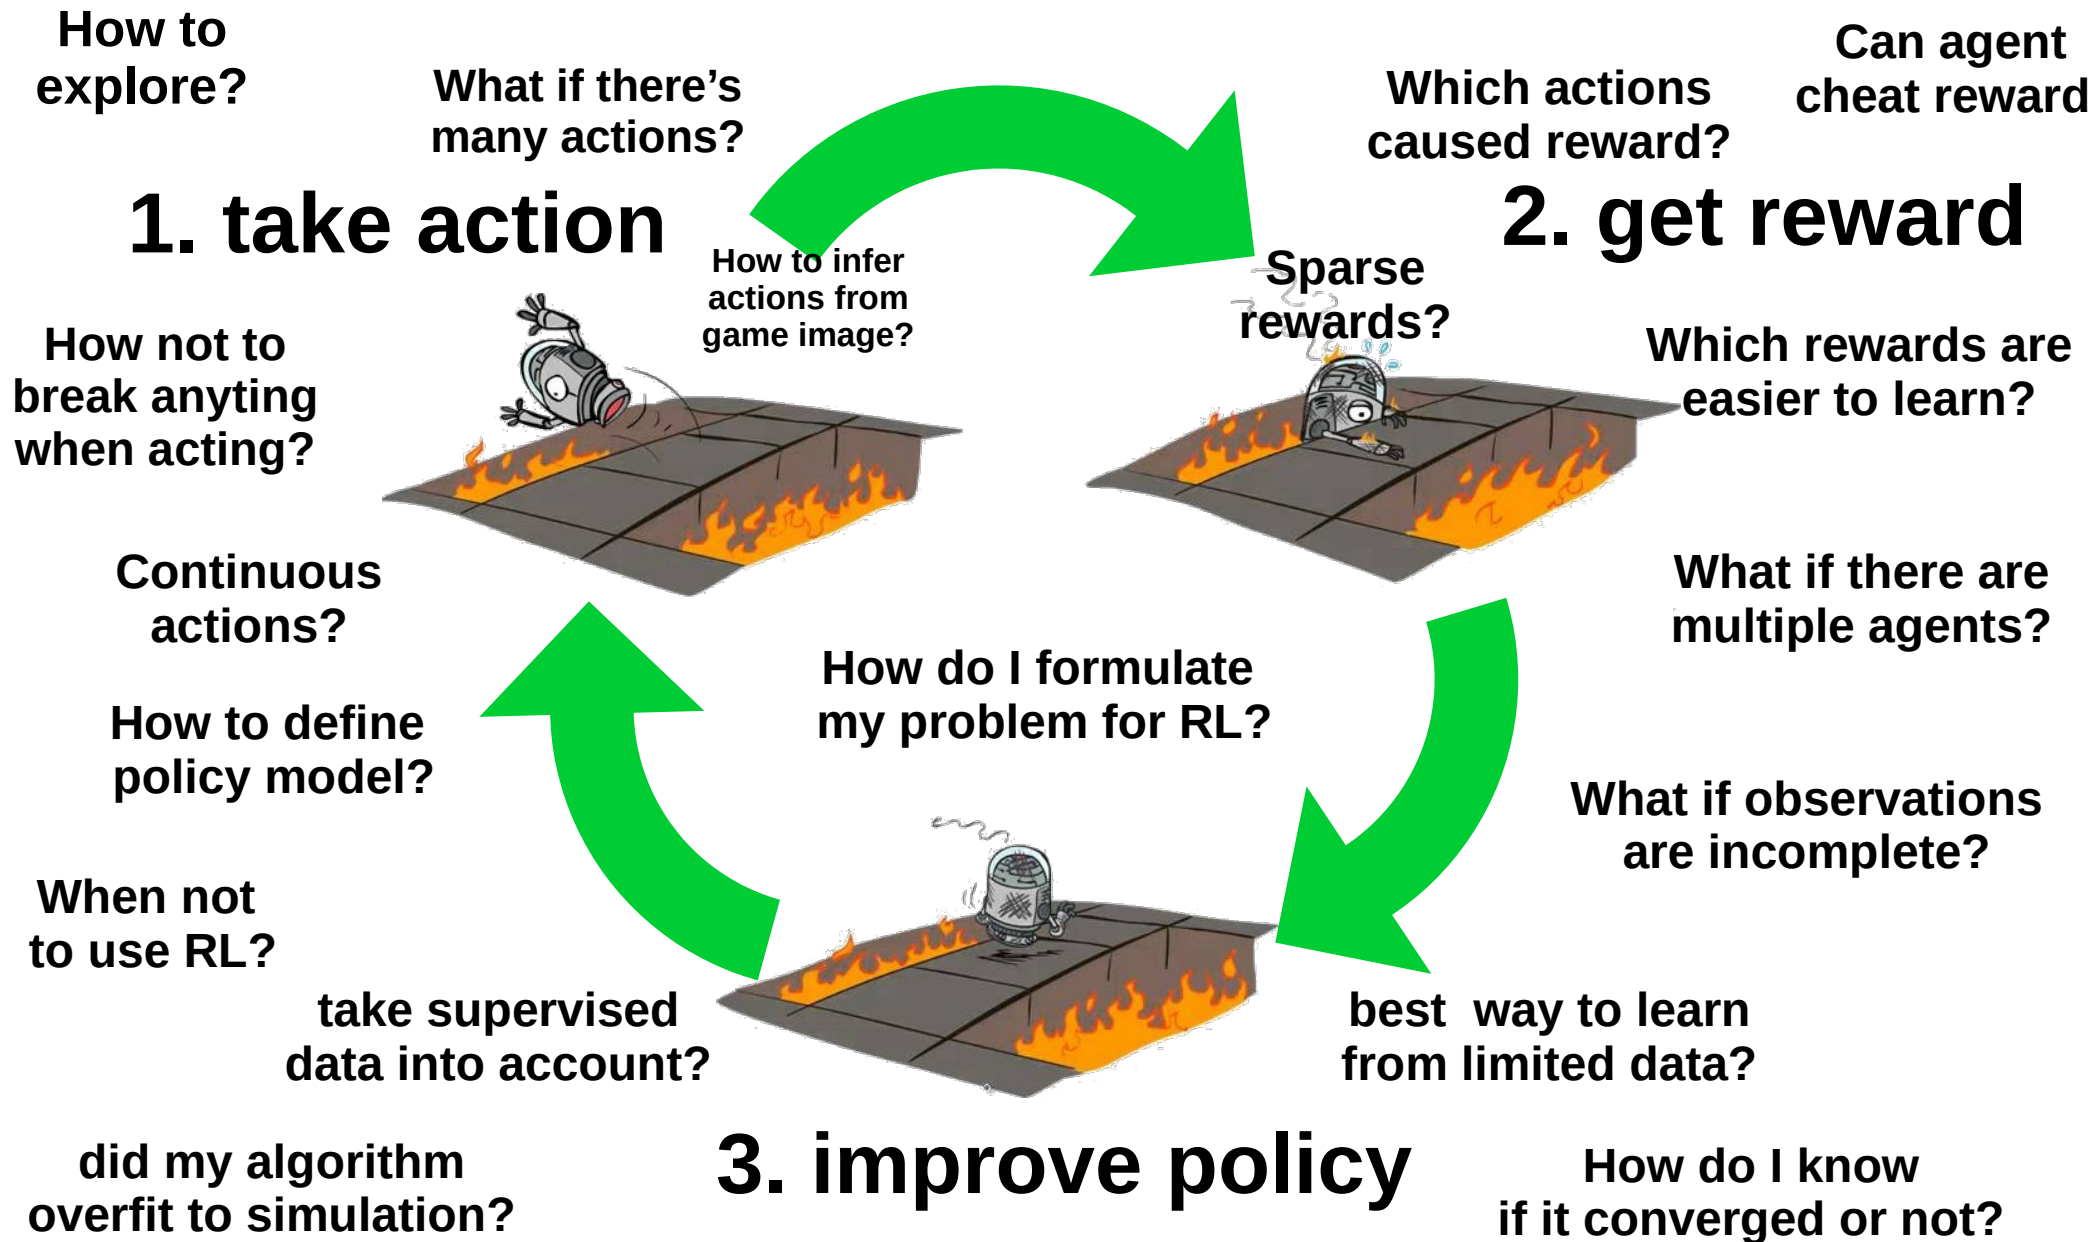 How to
explore?
What if there's
many actions?
Which actions
caused reward?
Can agent
cheat reward
1. take action
2. get reward
How to infer
actions from
game image?
Sparse
rewards?
How not to
break anyting
when acting?
Which rewards are
easier to learn?
Continuous
actions?
What if there are
multiple agents?
How do I formulate
my problem for RL?
How to define
policy model?
What if observations
are incomplete?
When not
to use RL?
take supervised
data into account?
best  way to learn
from limited data?
3. improve policy
did my algorithm
overfit to simulation?
How do I know
if it converged or not?